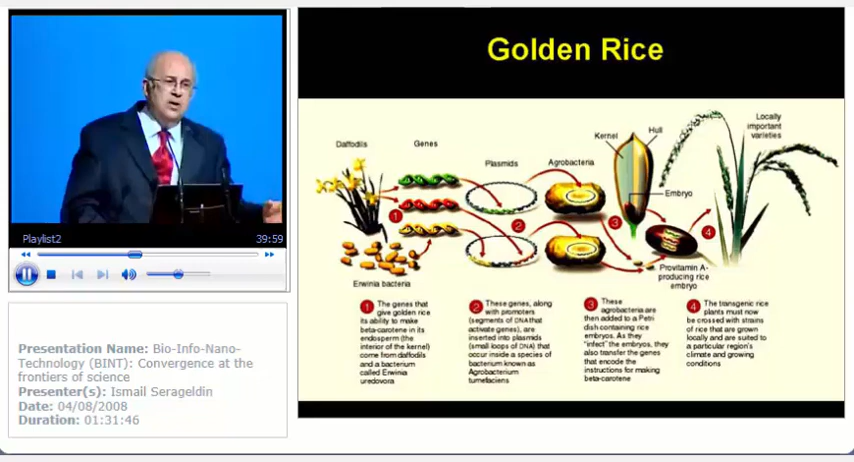 Golden Rice
Daffodils
Genes
Plasmids
Agrobacteria
Kernel
Hull
Locally
important
varieties
Embryo
Erwinia bacteria
Provitamin A-
producing rice
embryo
1
2
3
4
1 The genes that
give golden rice
its ability to make
beta-carotene in its
endosperm (the
interior of the kernel)
come from daffodils
and a bacterium
called Erwinia
uredovora
2 These genes, along
with promoters
(segments of DNA that
activate genes), are
inserted into plasmids
(small loops of DNA) that
occur inside a species of
bacterium known as
Agrobacterium
tumefaciens
3 These
agrobacteria are
then added to a Petri
dish containing rice
embryos. As they
"infect" the embryos, they
also transfer the genes
that encode the
instructions for making
beta-carotene
4 The transgenic rice
plants must now
be crossed with strains
of rice that are grown
locally and are suited to
a particular region's
climate and growing
conditions
Playlist2 39:59
Presentation Name: Bio-Info-Nano-
Technology (BINT): Convergence at the
frontiers of science
Presenter(s): Ismail Serageldin
Date: 04/08/2008
Duration: 01:31:46